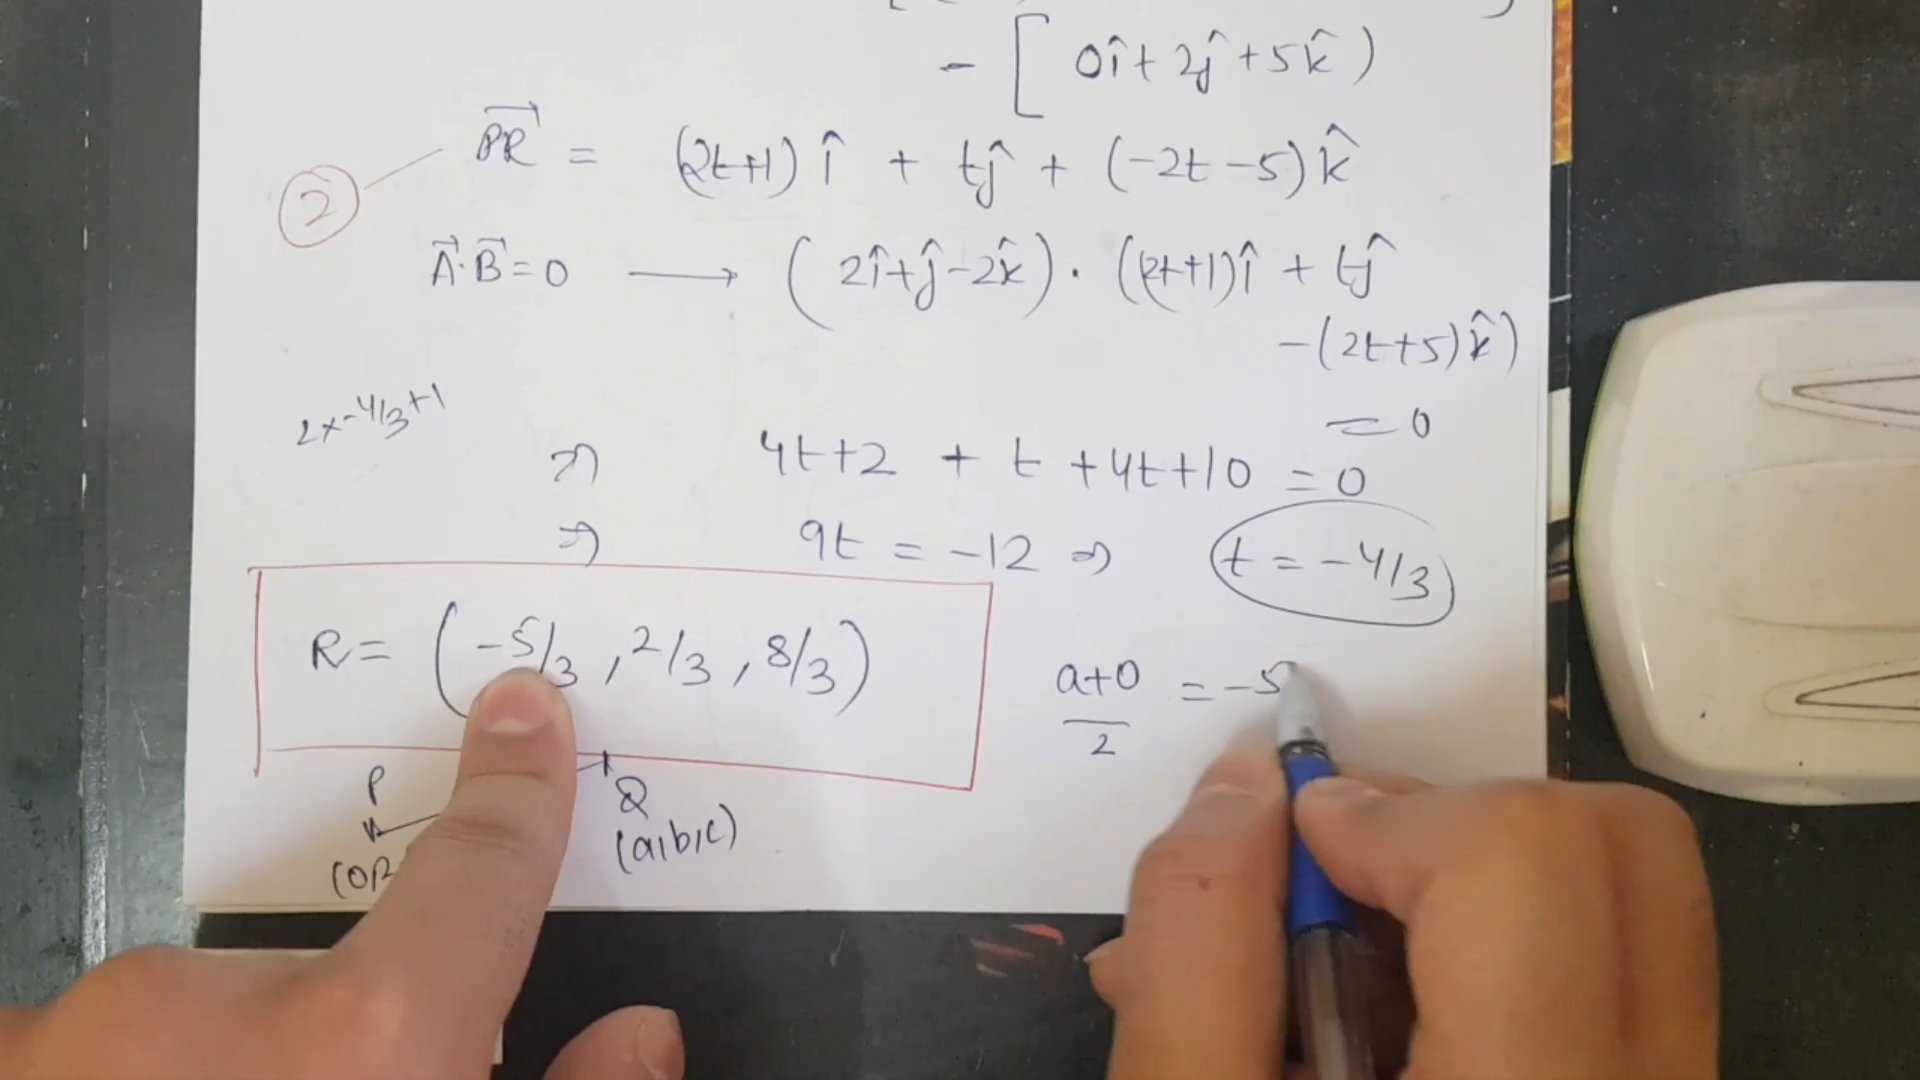 - [ 0î + 2ĵ + 5k̂ )
② PR⃗ = (2t+1) î + tĵ + (-2t-5) k̂
A⃗·B⃗ = 0 → ( 2î+ĵ-2k̂ ) · ((2t+1)î + tĵ
-(2t+5)k̂)
= 0
2x-4/3+1
⇒ 4t+2 + t +4t+10 = 0
⇒ 9t = -12 ⇒ t = -4/3
R = ( -5/3 , 2/3 , 8/3 )
a+0 = -5
2
P
Q
(a,b,c)